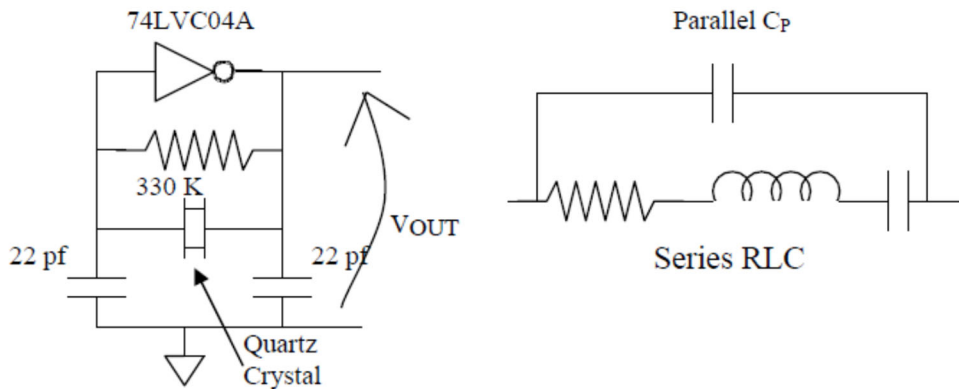 74LVC04A
330 K
22 pf
22 pf
VOUT
Quartz
Crystal
Parallel CP
Series RLC